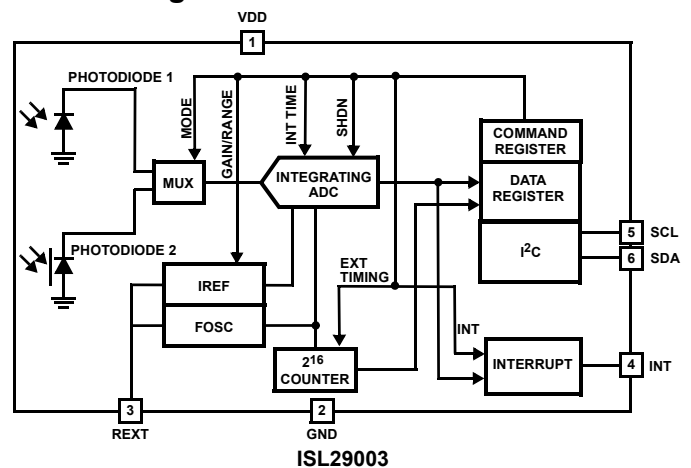 VDD
1
PHOTODIODE 1
MODE
GAIN/RANGE
INT TIME
SHDN
COMMAND
REGISTER
MUX
INTEGRATING
ADC
DATA
REGISTER
PHOTODIODE 2
I²C
5 SCL
6 SDA
EXT
TIMING
IREF
FOSC
INT
2¹⁶
COUNTER
INTERRUPT
4 INT
3
REXT
2
GND
ISL29003